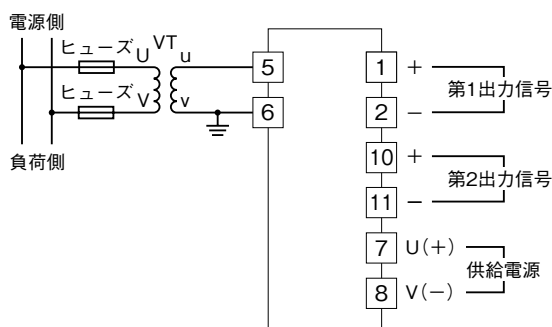 電源側
ヒューズ U VT u
ヒューズ V v
負荷側
5
6
1 +
第1出力信号
2 −
10 +
第2出力信号
11 −
7 U(+)
供給電源
8 V(−)